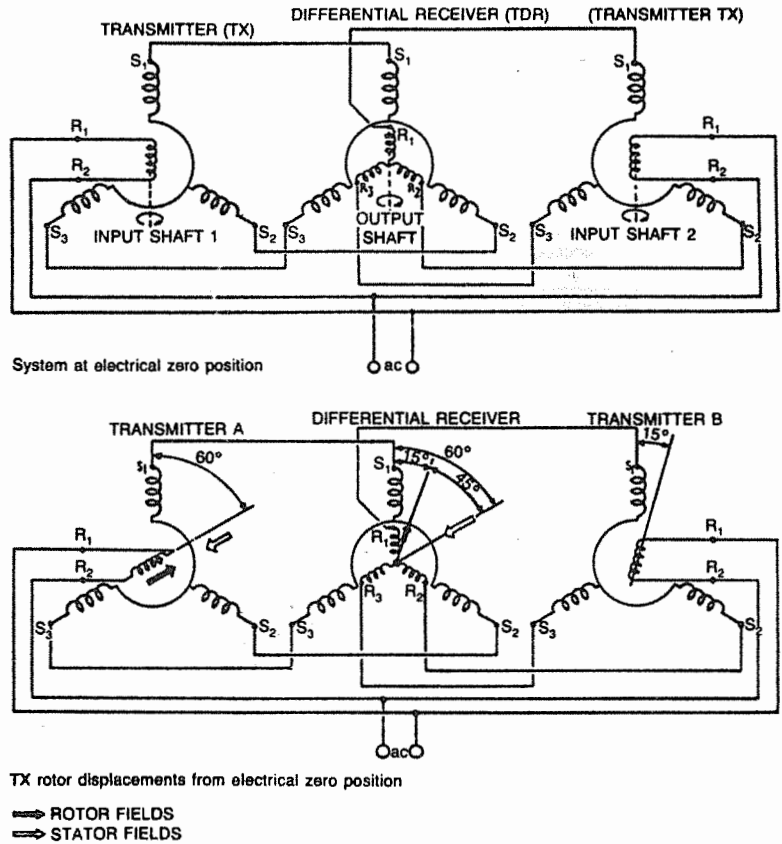 DIFFERENTIAL RECEIVER (TDR)
(TRANSMITTER TX)
TRANSMITTER (TX)
S1
S1
S1
R1
R2
R1
R3
R2
R1
R2
S3
INPUT SHAFT 1
S2
S3
OUTPUT
SHAFT
S2
S3
INPUT SHAFT 2
S2
System at electrical zero position
ac
TRANSMITTER A
DIFFERENTIAL RECEIVER
TRANSMITTER B
60°
15°
60°
45°
15°
S1
S1
S1
R1
R2
R1
R3
R2
R1
R2
S3
S2
S3
S2
S3
S2
ac
TX rotor displacements from electrical zero position
ROTOR FIELDS
STATOR FIELDS